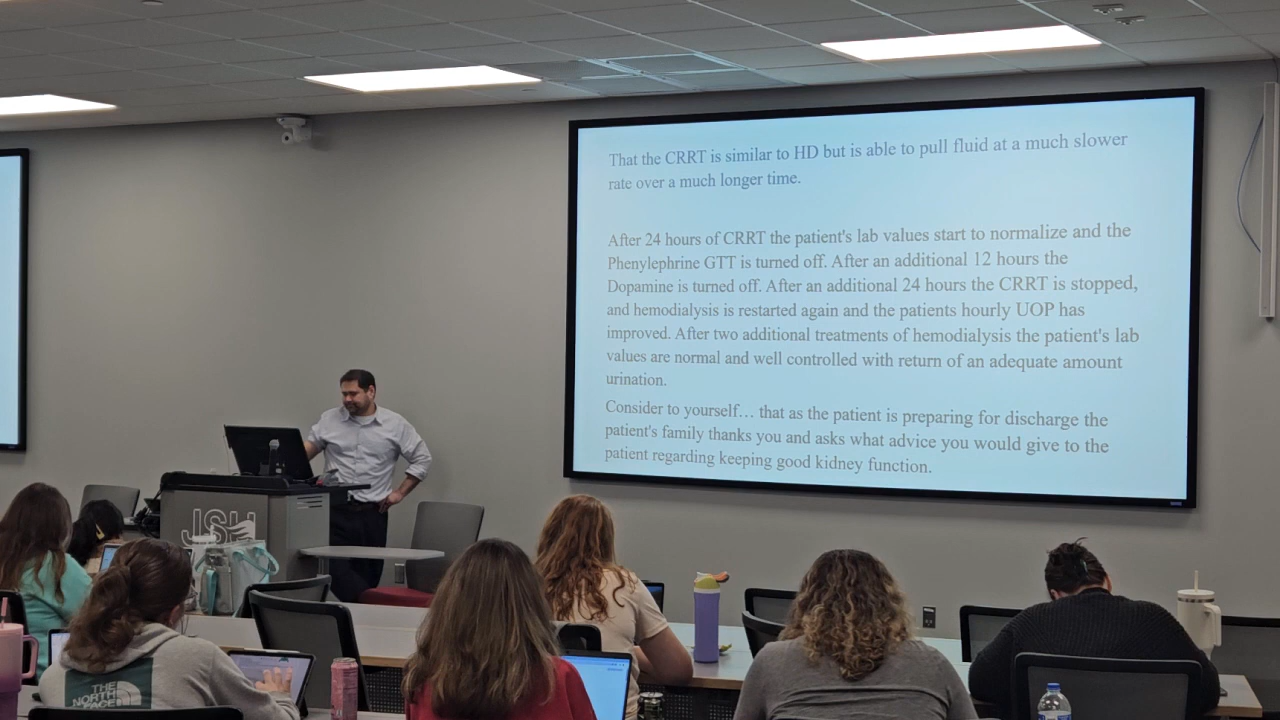 That the CRRT is similar to HD but is able to pull fluid at a much slower
rate over a much longer time.
After 24 hours of CRRT the patient's lab values start to normalize and the
Phenylephrine GTT is turned off. After an additional 12 hours the
Dopamine is turned off. After an additional 24 hours the CRRT is stopped,
and hemodialysis is restarted again and the patients hourly UOP has
improved. After two additional treatments of hemodialysis the patient's lab
values are normal and well controlled with return of an adequate amount
urination.
Consider to yourself… that as the patient is preparing for discharge the
patient's family thanks you and asks what advice you would give to the
patient regarding keeping good kidney function.
THE
NORTH
FACE